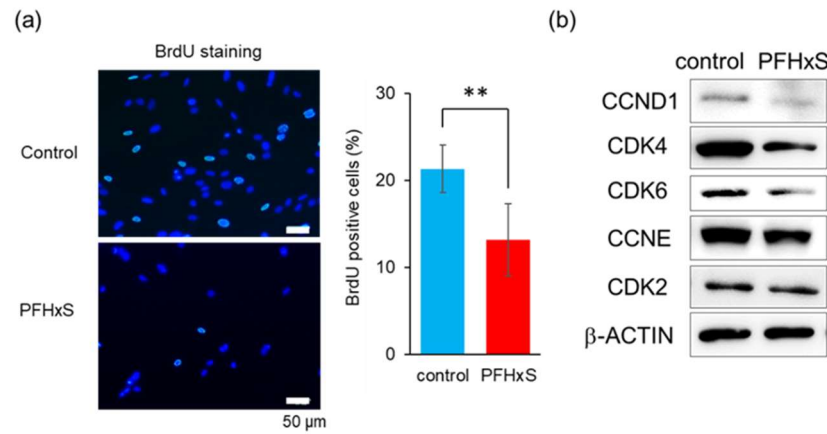 (a)
BrdU staining
Control
PFHxS
50 µm
BrdU positive cells (%)
30
20
10
0
**
control
PFHxS
(b)
control PFHxS
CCND1
CDK4
CDK6
CCNE
CDK2
β-ACTIN